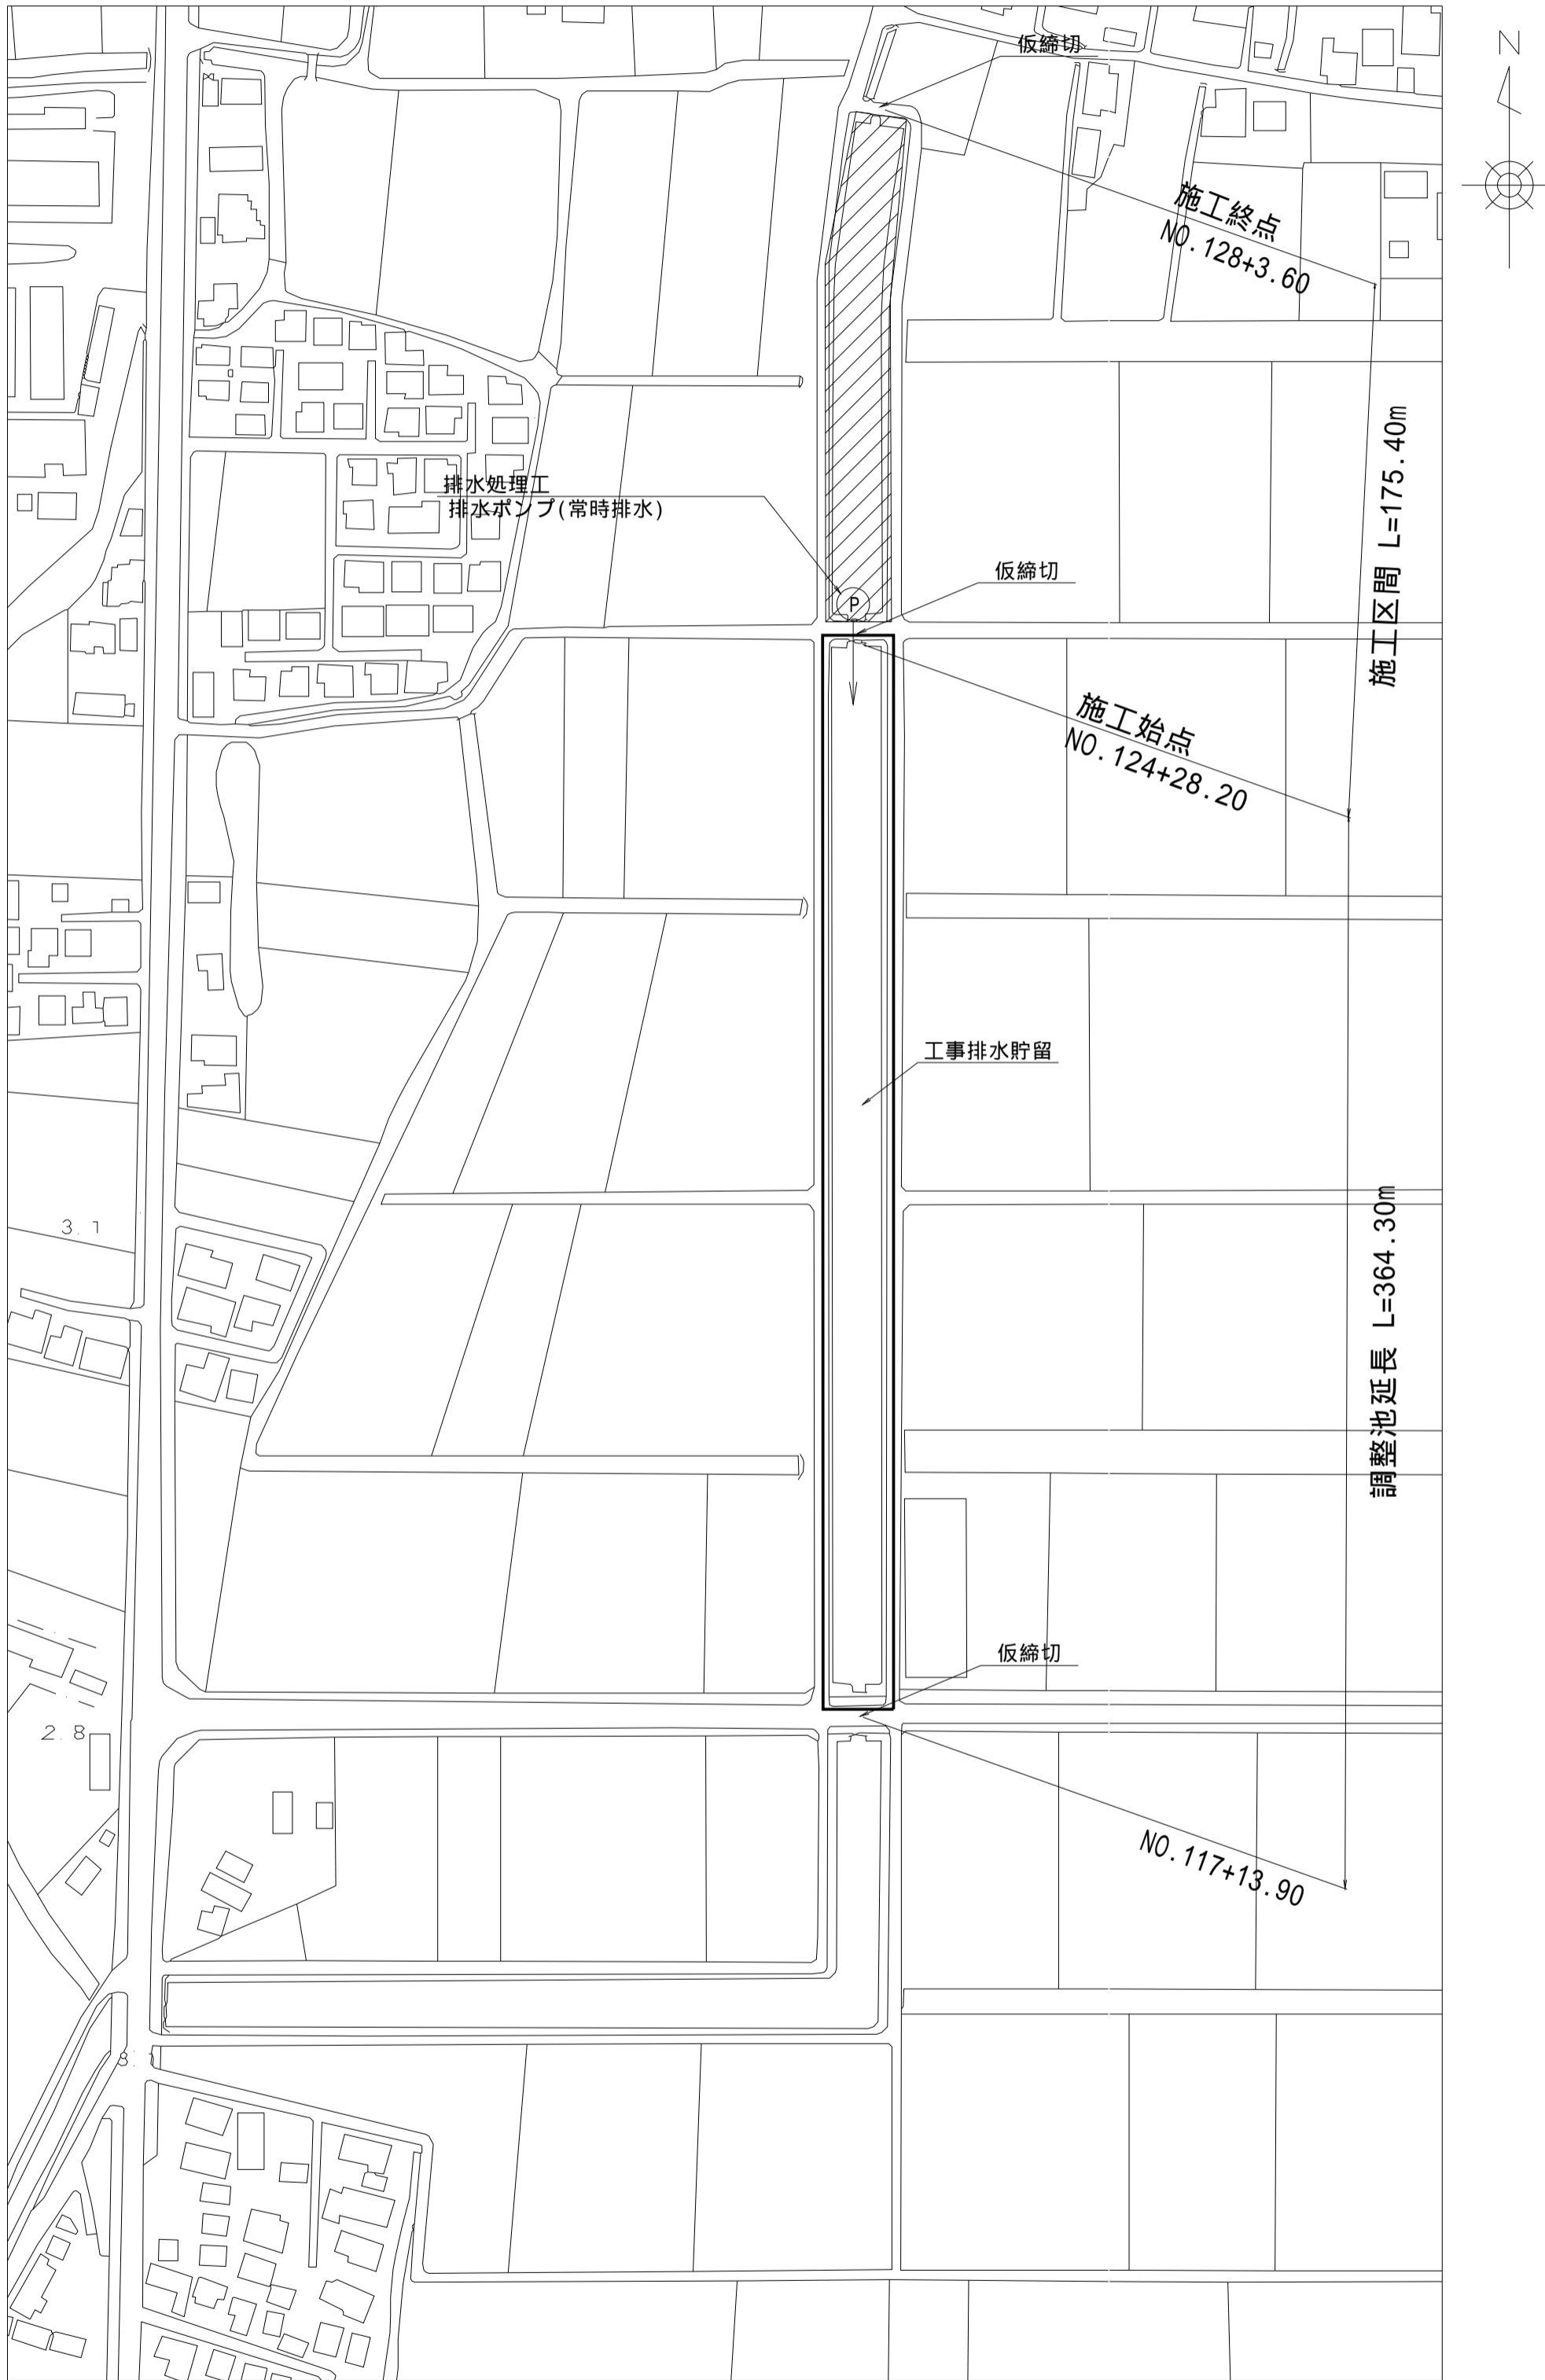 仮締切
N
施工終点
NO.128+3.60
施工区間 L=175.40m
排水処理工
排水ポンプ(常時排水)
仮締切
P
施工始点
NO.124+28.20
工事排水貯留
3.1
調整池延長 L=364.30m
仮締切
2.8
NO.117+13.90